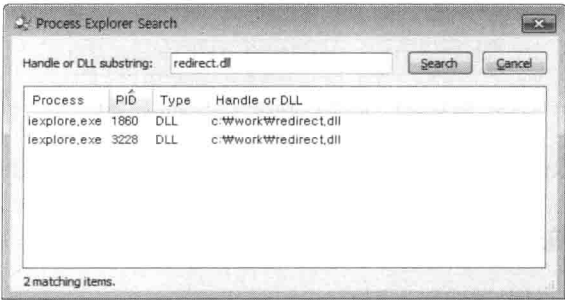 Process Explorer Search
Handle or DLL substring: redirect.dll Search Cancel
Process PID Type Handle or DLL
iexplore.exe 1860 DLL c:₩work₩redirect.dll
iexplore.exe 3228 DLL c:₩work₩redirect.dll
2 matching items.